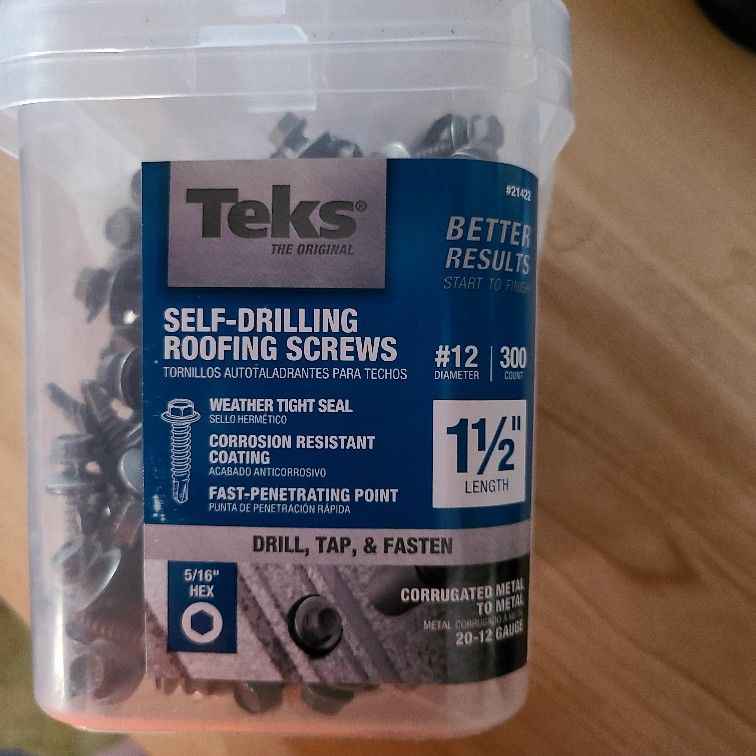 #21422
Teks®
THE ORIGINAL
BETTER
RESULTS
START TO FINISH
SELF-DRILLING
ROOFING SCREWS
TORNILLOS AUTOTALADRANTES PARA TECHOS
#12 | 300
DIAMETER COUNT
WEATHER TIGHT SEAL
SELLO HERMÉTICO
CORROSION RESISTANT
COATING
ACABADO ANTICORROSIVO
FAST-PENETRATING POINT
PUNTA DE PENETRACIÓN RÁPIDA
1½"
LENGTH
DRILL, TAP, & FASTEN
5/16"
HEX
CORRUGATED METAL
TO METAL
METAL CORRUGADO A
20-12 GAUGE